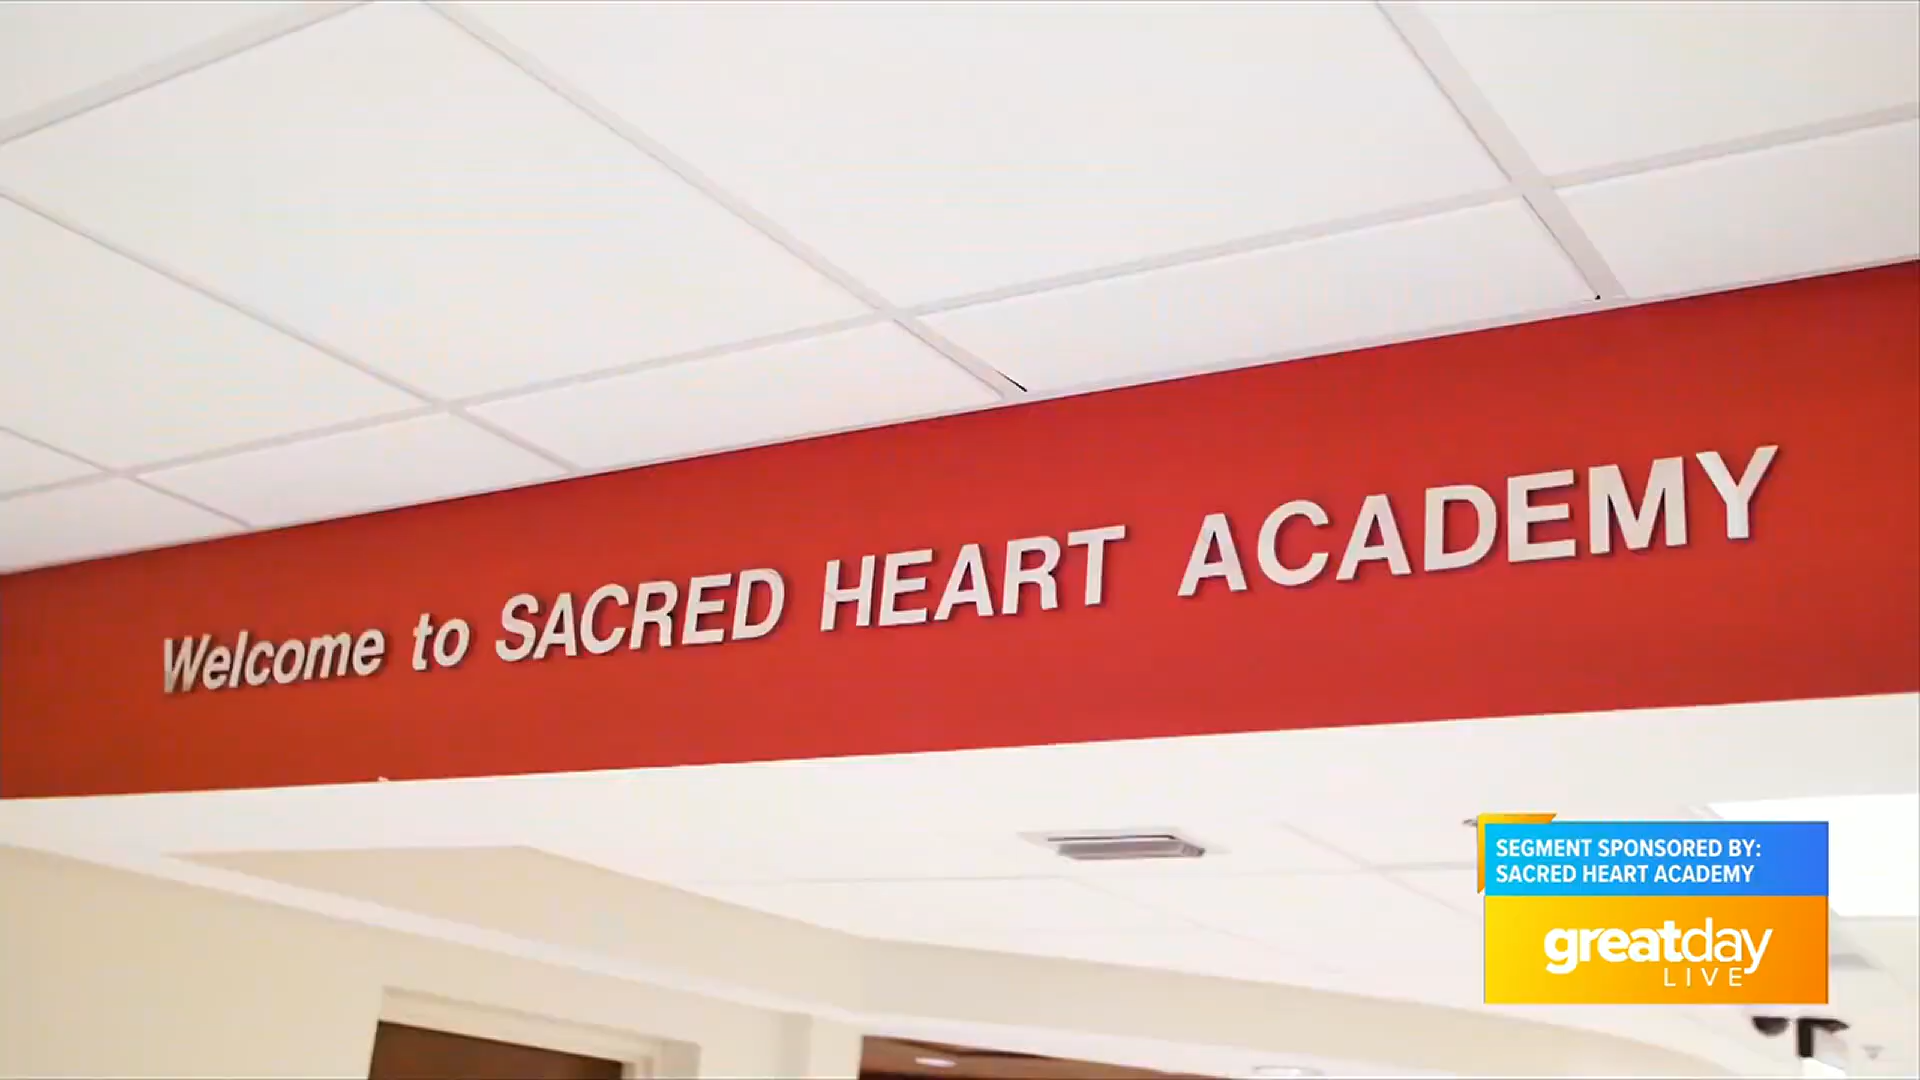 Welcome to SACRED HEART ACADEMY
SEGMENT SPONSORED BY:
SACRED HEART ACADEMY
greatday
LIVE